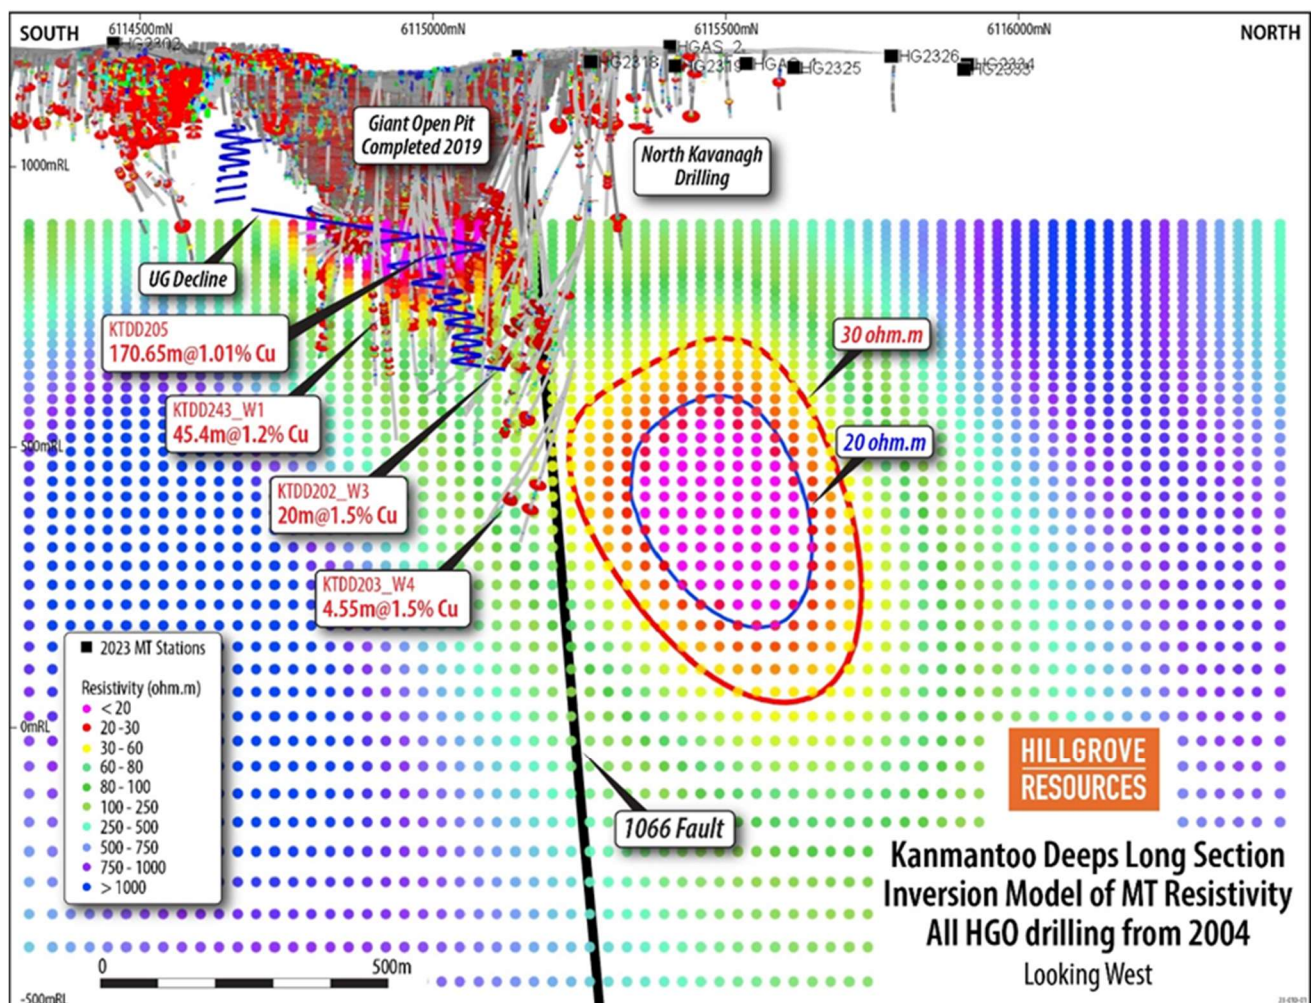 6114500mN
6115000mN
6115500mN
6116000mN
SOUTH
NORTH
HG2302
HGAS_2
HG2318
HG2319
HG2325
HG2326
HG2333
1000mRL
Giant Open Pit
Completed 2019
North Kavanagh
Drilling
UG Decline
KTDD205
170.65m@1.01% Cu
30 ohm.m
KTDD243_W1
45.4m@1.2% Cu
20 ohm.m
500mRL
KTDD202_W3
20m@1.5% Cu
KTDD203_W4
4.55m@1.5% Cu
2023 MT Stations
Resistivity (ohm.m)
< 20
20 -30
30 - 60
60 - 80
80 - 100
100 - 250
250 - 500
500 - 750
750 - 1000
> 1000
0mRL
HILLGROVE
RESOURCES
1066 Fault
Kanmantoo Deeps Long Section
Inversion Model of MT Resistivity
All HGO drilling from 2004
Looking West
0
500m
-500mRL